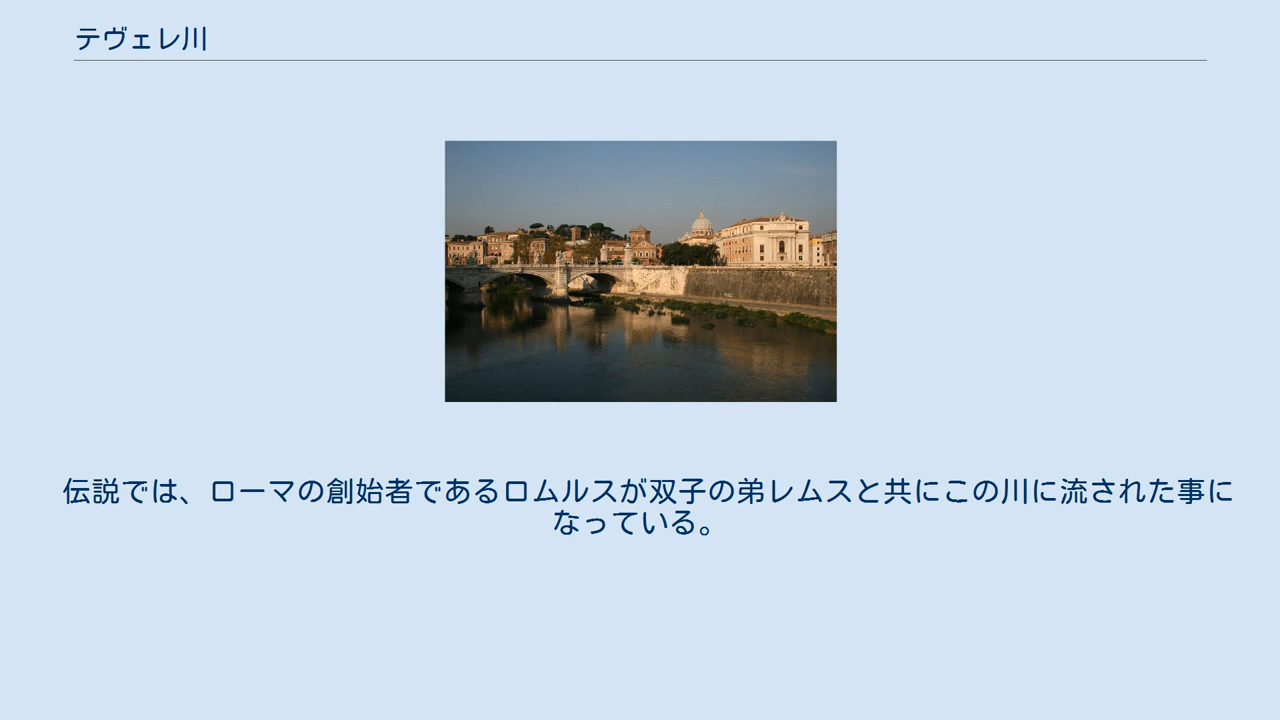 テヴェレ川
伝説では、ローマの創始者であるロムルスが双子の弟レムスと共にこの川に流された事に
なっている。